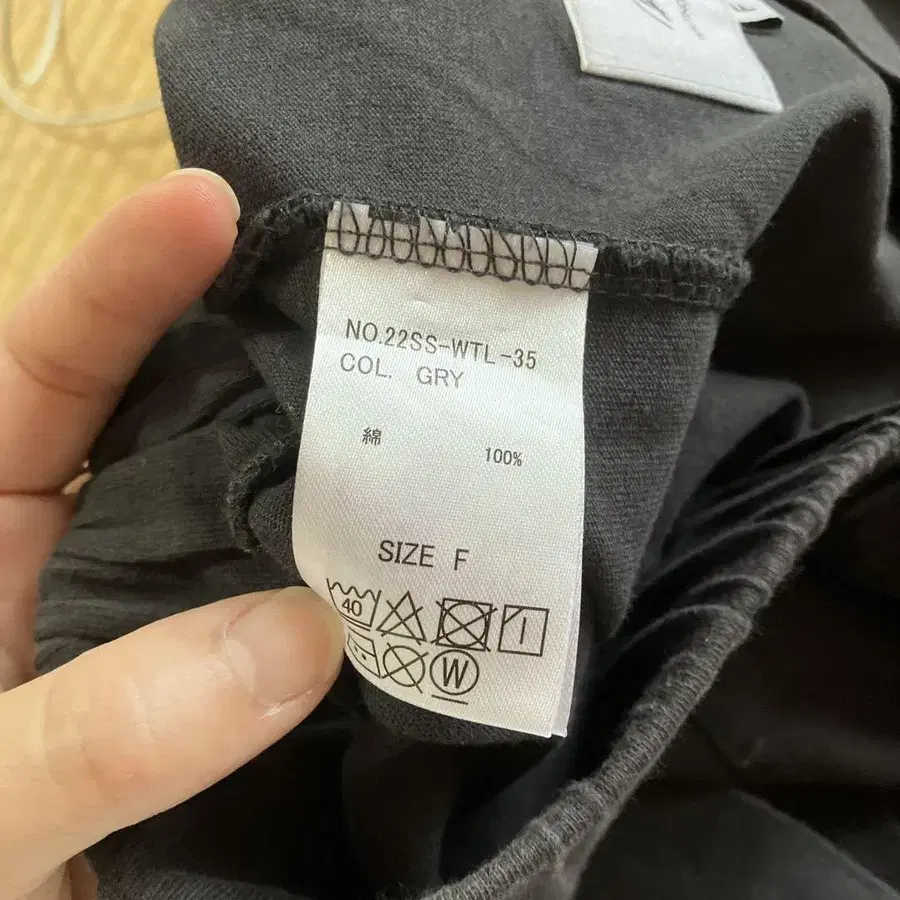 NO.22SS-WTL-35
COL. GRY
綿 100%
SIZE F
40
W